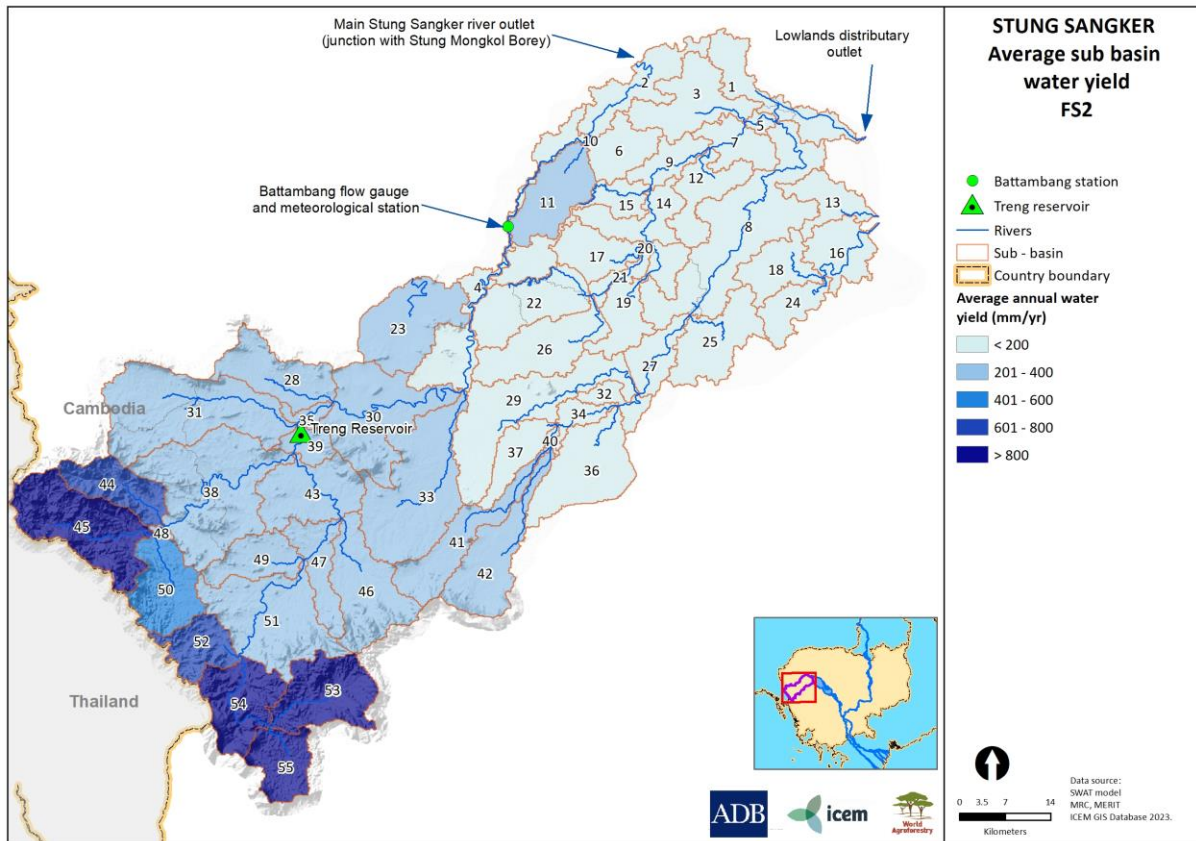 Main Stung Sangker river outlet
(junction with Stung Mongkol Borey)
Lowlands distributary
outlet
Battambang flow gauge
and meteorological station
1
2
3
5
10
6
7
9
12
11
15
14
13
8
16
17
20
18
21
4
22
19
24
23
25
26
27
28
29
32
Cambodia
31
30
34
35
Treng Reservoir
39
40
37
36
44
38
43
33
45
48
41
49
47
42
50
46
51
52
Thailand
53
54
55
ADB
icem
World
Agroforestry
STUNG SANGKER
Average sub basin
water yield
FS2
Battambang station
Treng reservoir
Rivers
Sub - basin
Country boundary
Average annual water
yield (mm/yr)
< 200
201 - 400
401 - 600
601 - 800
> 800
Data source:
SWAT model
MRC, MERIT
ICEM GIS Database 2023.
0 3.5 7 14
Kilometers